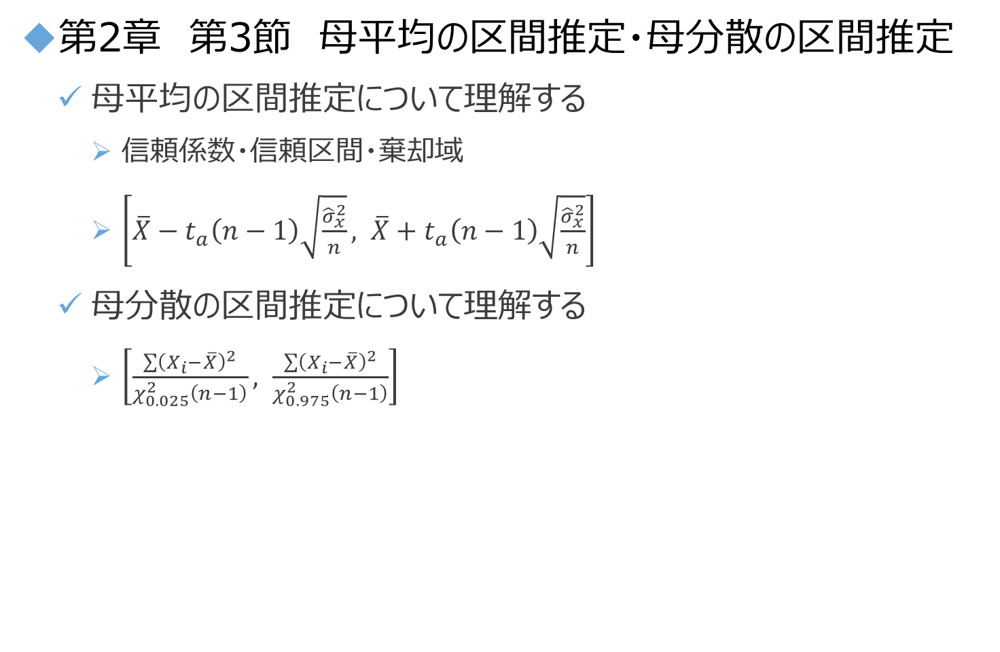 ◆第2章　第3節　母平均の区間推定・母分散の区間推定
✓ 母平均の区間推定について理解する
➢ 信頼係数・信頼区間・棄却域
➢ $\left[\bar{X} - t_a(n-1)\sqrt{\frac{\hat{\sigma}_x^2}{n}},\ \bar{X} + t_a(n-1)\sqrt{\frac{\hat{\sigma}_x^2}{n}}\right]$
✓ 母分散の区間推定について理解する
➢ $\left[\frac{\sum(X_i-\bar{X})^2}{\chi_{0.025}^2(n-1)},\ \frac{\sum(X_i-\bar{X})^2}{\chi_{0.975}^2(n-1)}\right]$